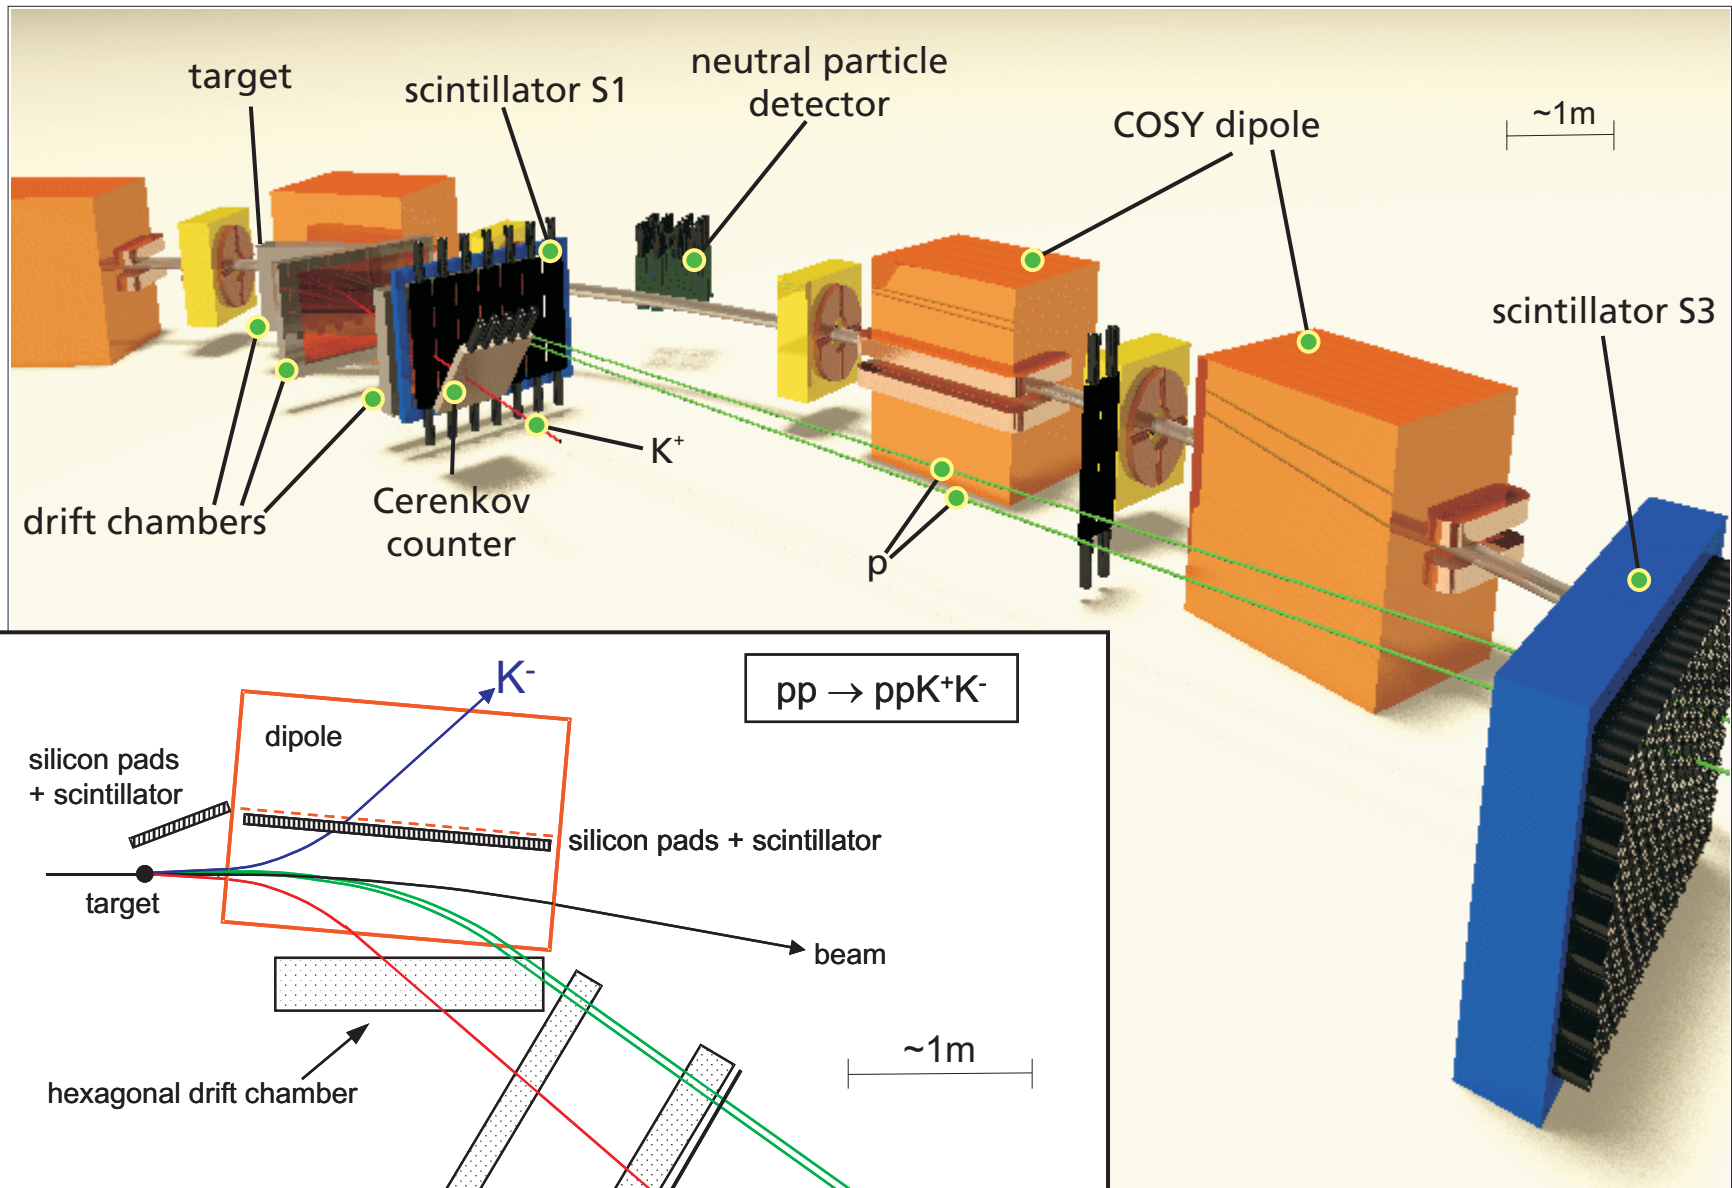 target
scintillator S1
neutral particle
detector
COSY dipole
~1m
scintillator S3
K⁺
drift chambers
Cerenkov
counter
p
K⁻
pp → ppK⁺K⁻
dipole
silicon pads
+ scintillator
silicon pads + scintillator
target
beam
~1m
hexagonal drift chamber